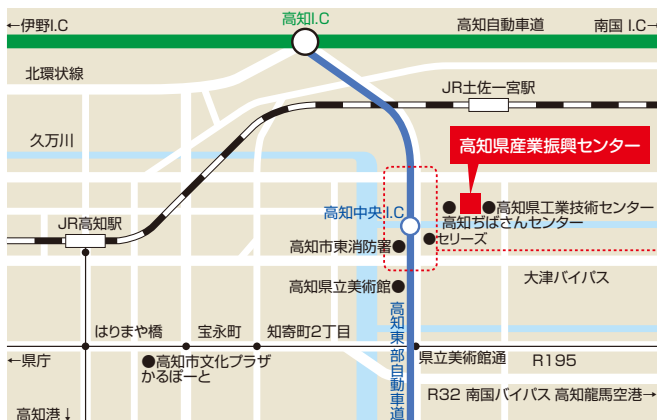 高知I.C
←伊野I.C
高知自動車道
南国 I.C→
北環状線
JR土佐一宮駅
久万川
高知県産業振興センター
高知中央 I.C
●
●高知県工業技術センター
高知ぢばさんセンター
JR高知駅
高知市東消防署●
●セリーズ
高知県立美術館●
大津バイパス
高知東部自動車道
はりまや橋
宝永町
知寄町2丁目
←県庁
●高知市文化プラザ
かるぽーと
県立美術館通
R195
R32 南国バイパス 高知龍馬空港→
高知港↓